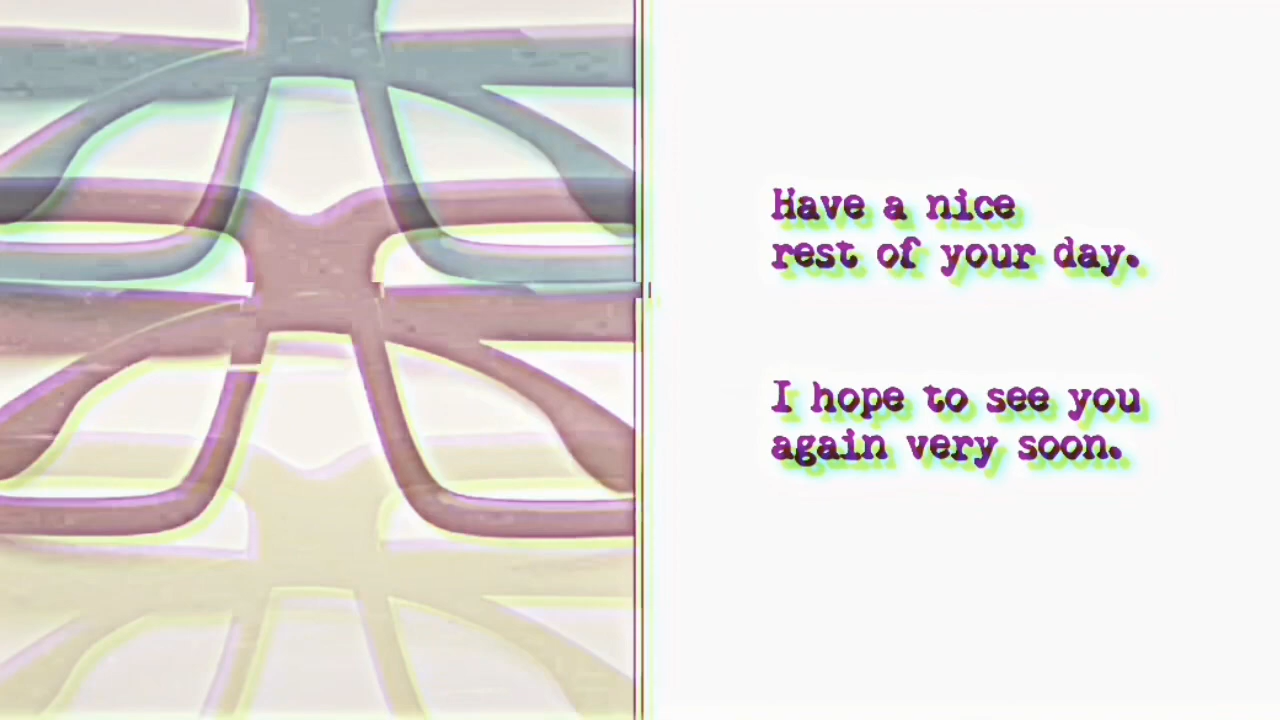 Have a nice
rest of your day.
I hope to see you
again very soon.